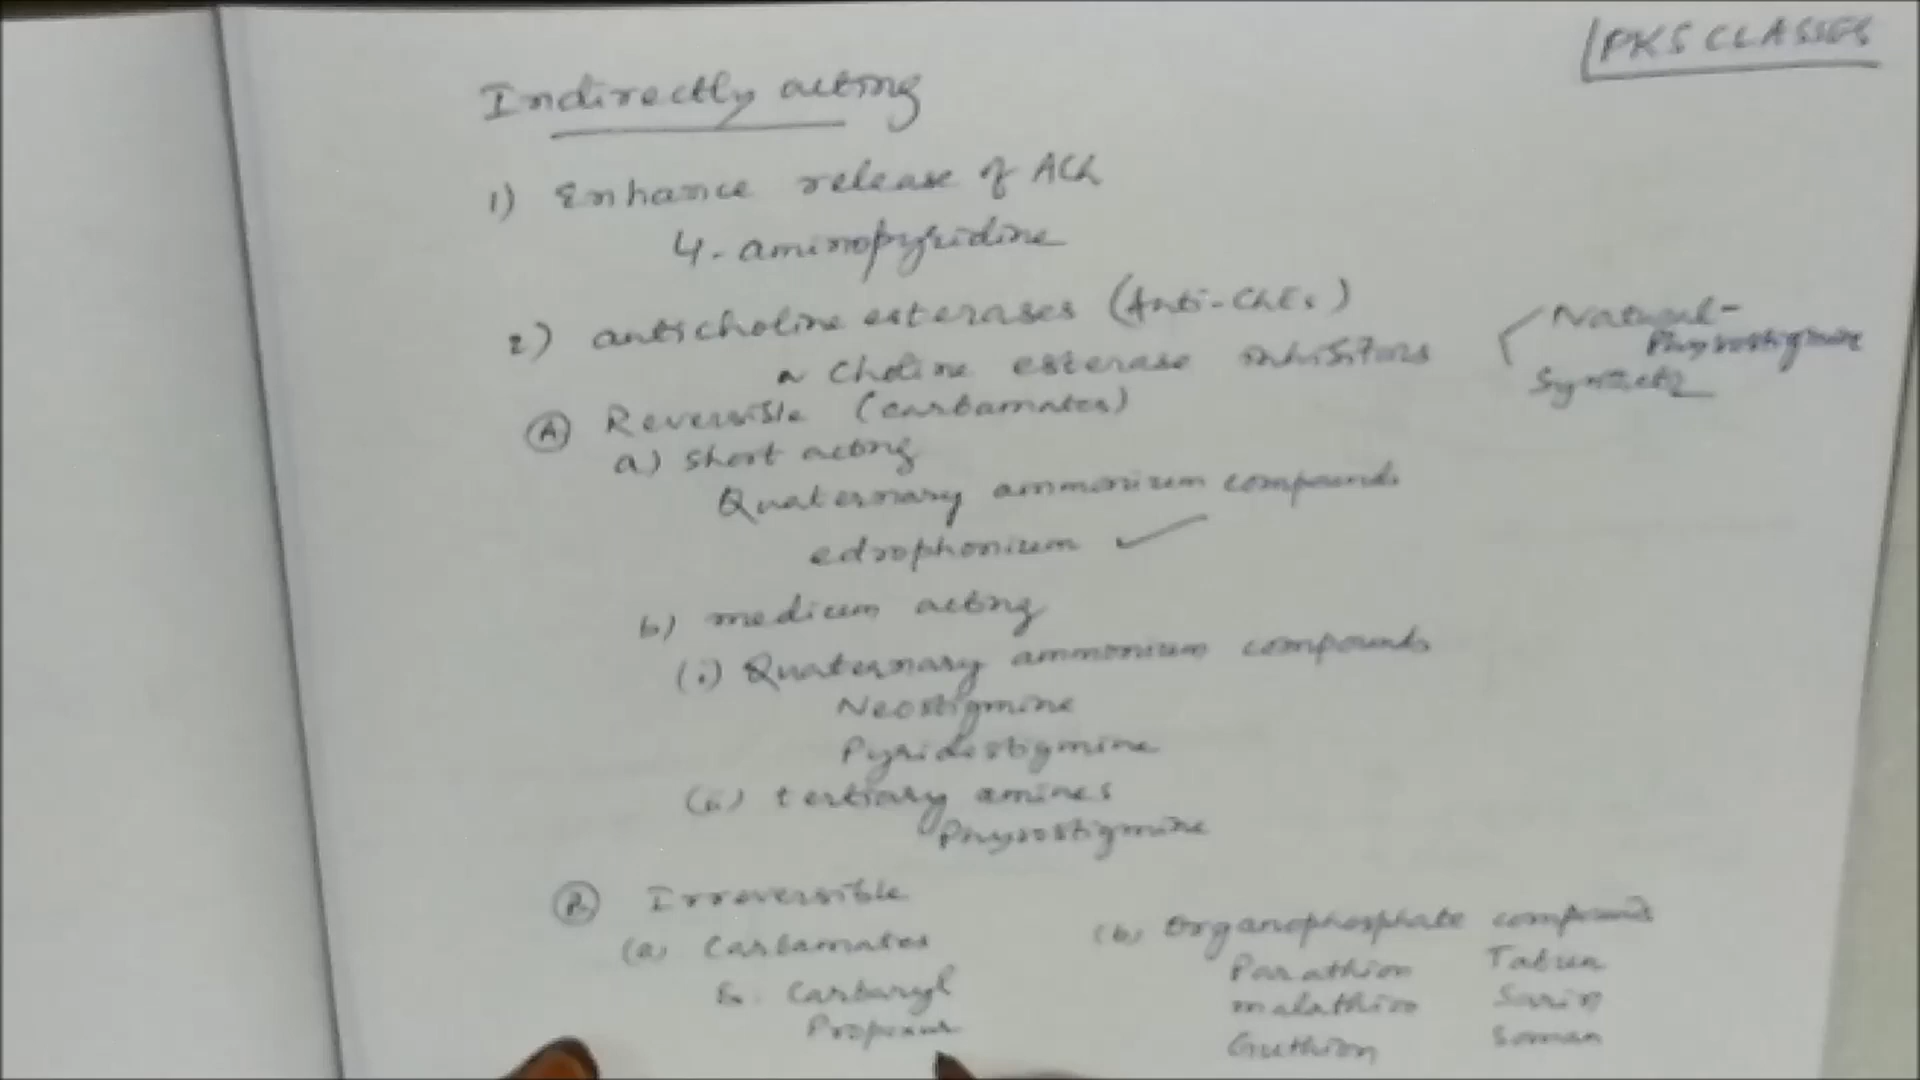 PKS CLASSES
Indirectly acting
1) Enhance release of ACh
4-aminopyridine
2) anticholine esterases (Anti-ChEs)
a choline esterase inhibitors
Natural-
Physostigmine
Synthetic
(A) Reversible (carbamates)
a) short acting
Quaternary ammonium compounds
edrophonium ✓
b) medium acting
(i) Quaternary ammonium compounds
Neostigmine
Pyridostigmine
(ii) tertiary amines
Physostigmine
(B) Irreversible
(a) Carbamates
Ex. Carbaryl
(b) Organophosphate compounds
Parathion Tabun
malathion Sarin
Guthion Soman